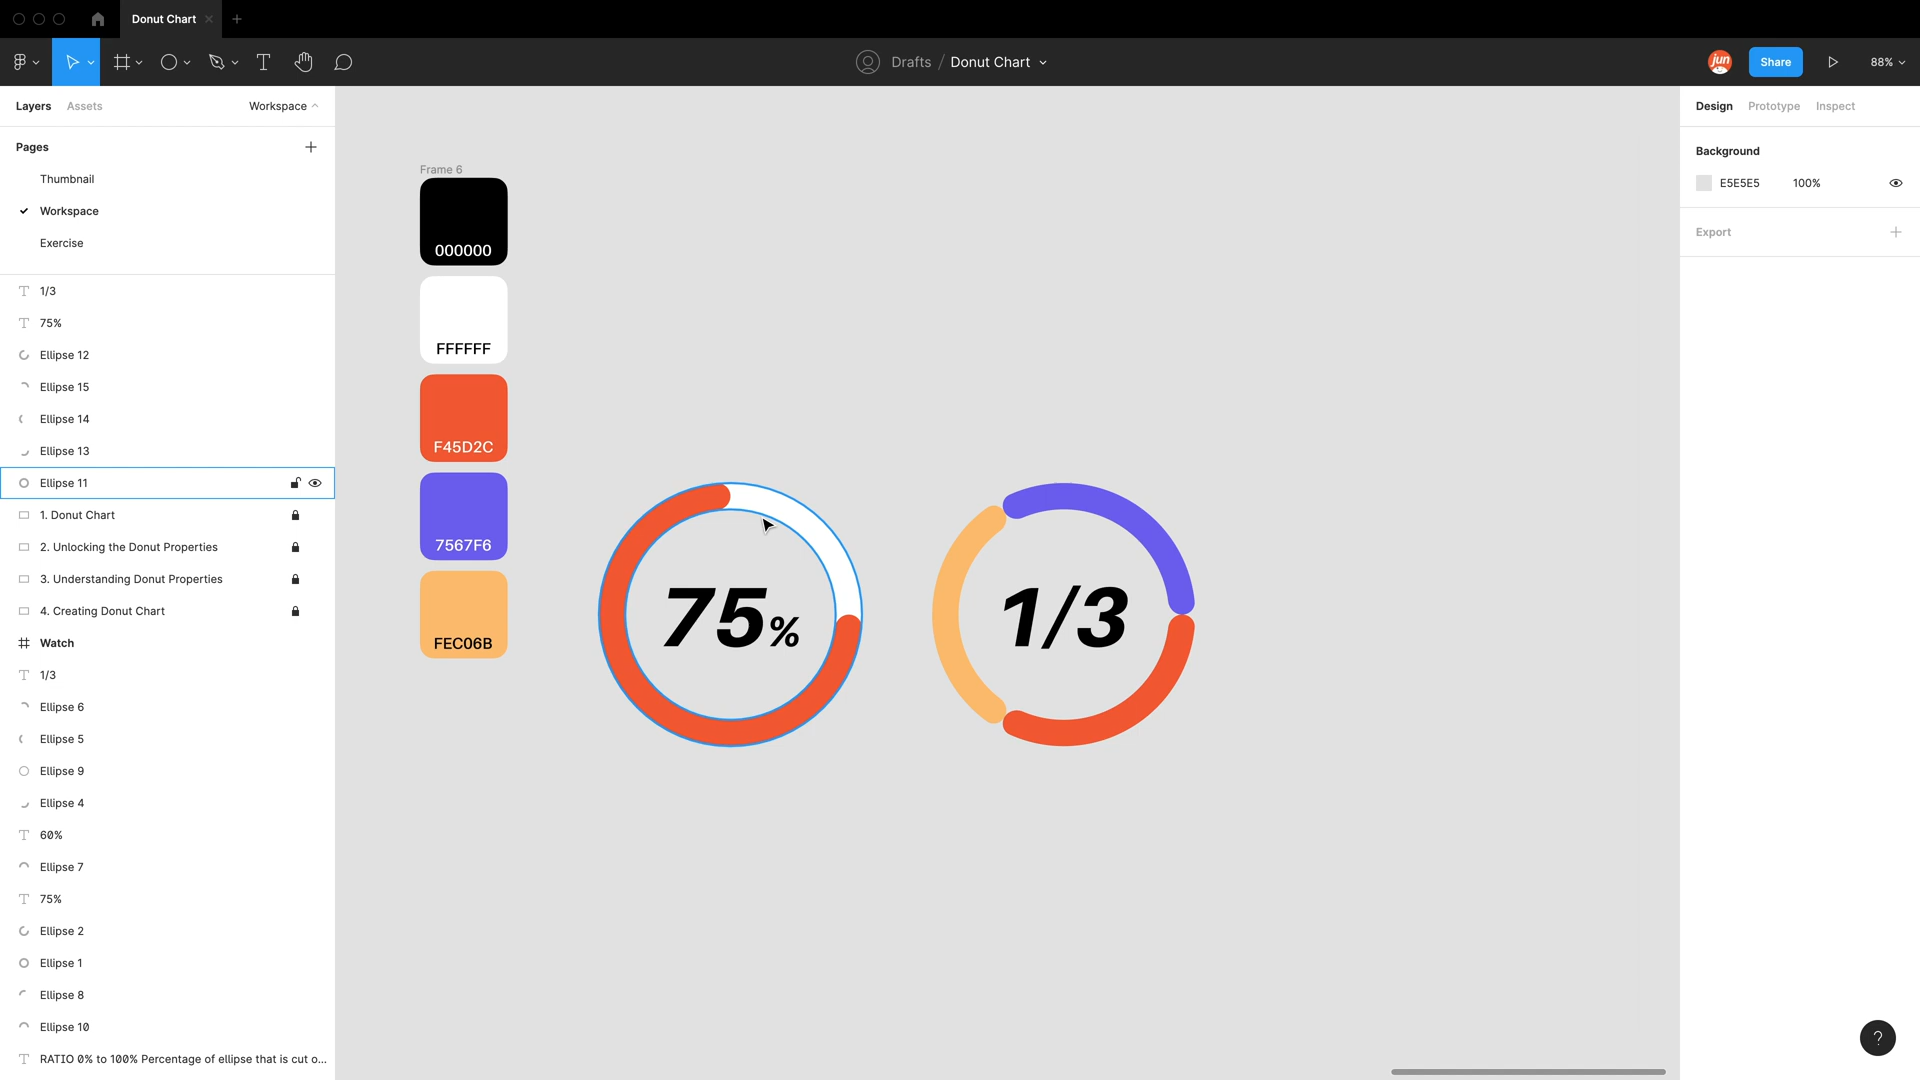 Donut Chart
Drafts / Donut Chart
jun
Share
88%
Layers
Assets
Workspace
Pages
Thumbnail
Workspace
Exercise
1/3
75%
Ellipse 12
Ellipse 15
Ellipse 14
Ellipse 13
Ellipse 11
1. Donut Chart
2. Unlocking the Donut Properties
3. Understanding Donut Properties
4. Creating Donut Chart
Watch
1/3
Ellipse 6
Ellipse 5
Ellipse 9
Ellipse 4
60%
Ellipse 7
75%
Ellipse 2
Ellipse 1
Ellipse 8
Ellipse 10
RATIO 0% to 100% Percentage of ellipse that is cut o...
Frame 6
000000
FFFFFF
F45D2C
7567F6
FEC06B
75%
1/3
Design
Prototype
Inspect
Background
E5E5E5
100%
Export
?